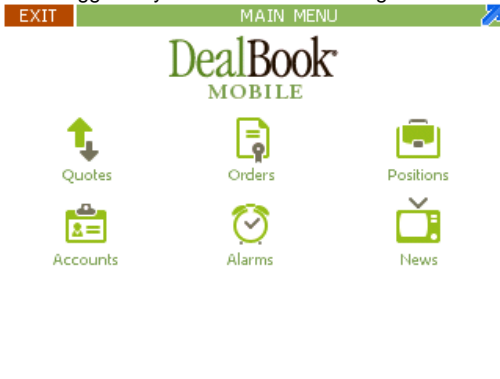 EXIT MAIN MENU
DealBook
MOBILE
Quotes Orders Positions
Accounts Alarms News